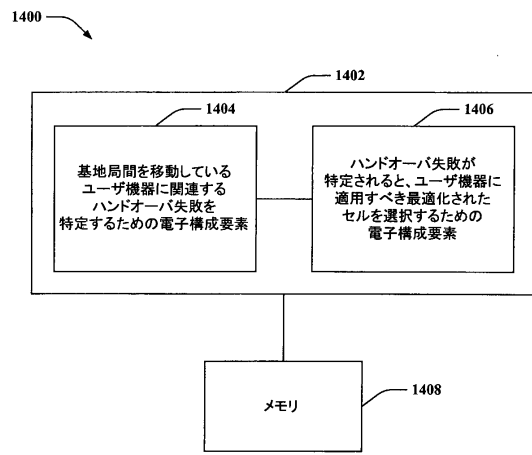 1400
1402
1404
1406
基地局間を移動している
ユーザ機器に関連する
ハンドオーバ失敗を
特定するための電子構成要素
ハンドオーバ失敗が
特定されると、ユーザ機器に
適用すべき最適化された
セルを選択するための
電子構成要素
メモリ
1408